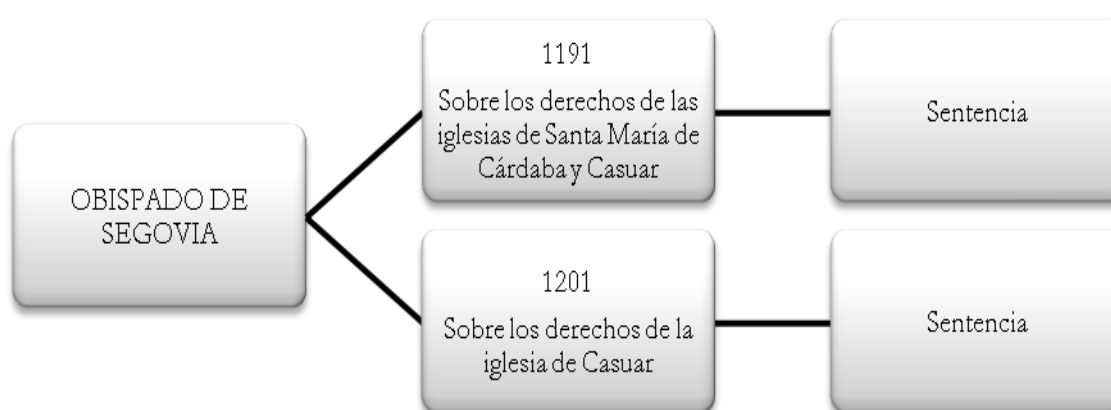 OBISPADO DE
SEGOVIA
1191
Sobre los derechos de las
iglesias de Santa María de
Cárdaba y Casuar
Sentencia
1201
Sobre los derechos de la
iglesia de Casuar
Sentencia